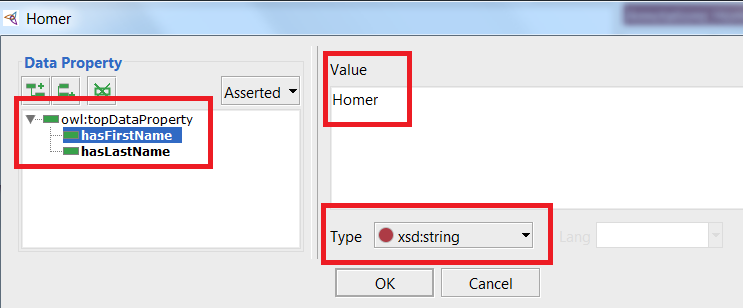 Homer
Data Property
Asserted
owl:topDataProperty
hasFirstName
hasLastName
Value
Homer
Type
xsd:string
Lang
OK
Cancel